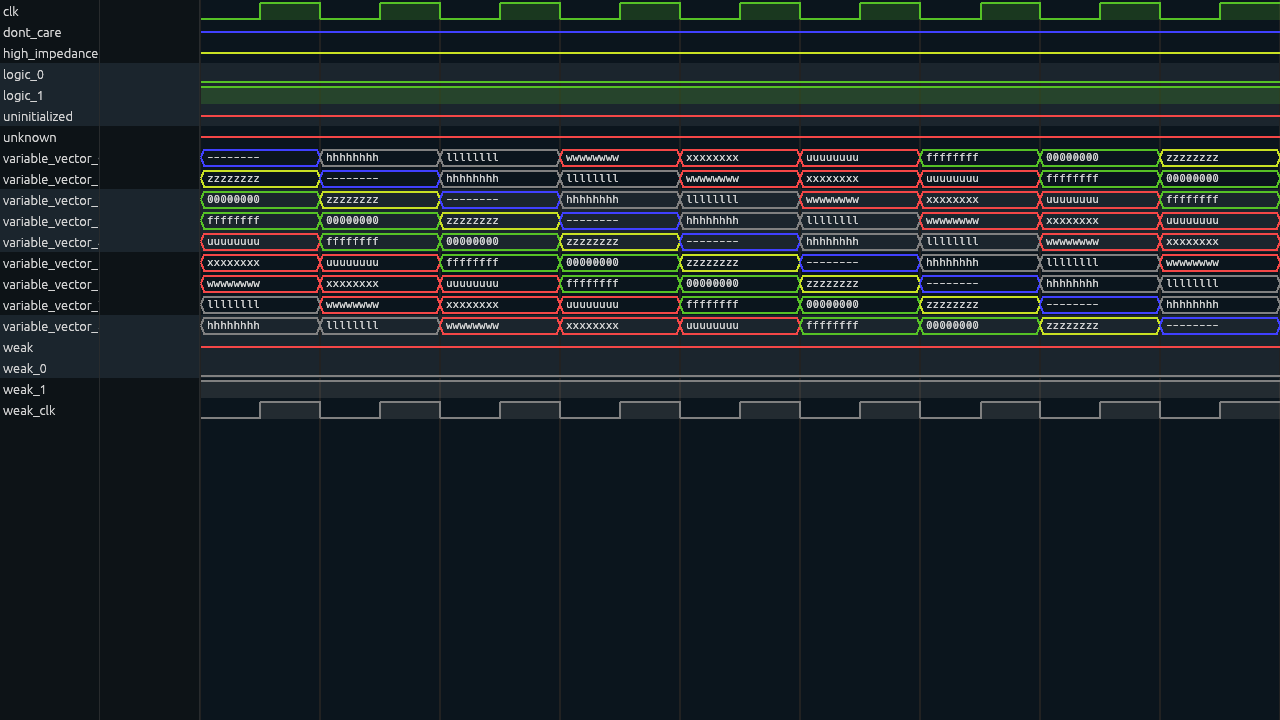 clk
dont_care
high_impedance
logic_0
logic_1
uninitialized
unknown
variable_vector_ -------- hhhhhhhh llllllll wwwwwwww xxxxxxxx uuuuuuuu ffffffff 00000000 zzzzzzzz
variable_vector_ zzzzzzzz -------- hhhhhhhh llllllll wwwwwwww xxxxxxxx uuuuuuuu ffffffff 00000000
variable_vector_ 00000000 zzzzzzzz -------- hhhhhhhh llllllll wwwwwwww xxxxxxxx uuuuuuuu ffffffff
variable_vector_ ffffffff 00000000 zzzzzzzz -------- hhhhhhhh llllllll wwwwwwww xxxxxxxx uuuuuuuu
variable_vector_ uuuuuuuu ffffffff 00000000 zzzzzzzz -------- hhhhhhhh llllllll wwwwwwww xxxxxxxx
variable_vector_ xxxxxxxx uuuuuuuu ffffffff 00000000 zzzzzzzz -------- hhhhhhhh llllllll wwwwwwww
variable_vector_ wwwwwwww xxxxxxxx uuuuuuuu ffffffff 00000000 zzzzzzzz -------- hhhhhhhh llllllll
variable_vector_ llllllll wwwwwwww xxxxxxxx uuuuuuuu ffffffff 00000000 zzzzzzzz -------- hhhhhhhh
variable_vector_ hhhhhhhh llllllll wwwwwwww xxxxxxxx uuuuuuuu ffffffff 00000000 zzzzzzzz --------
weak
weak_0
weak_1
weak_clk